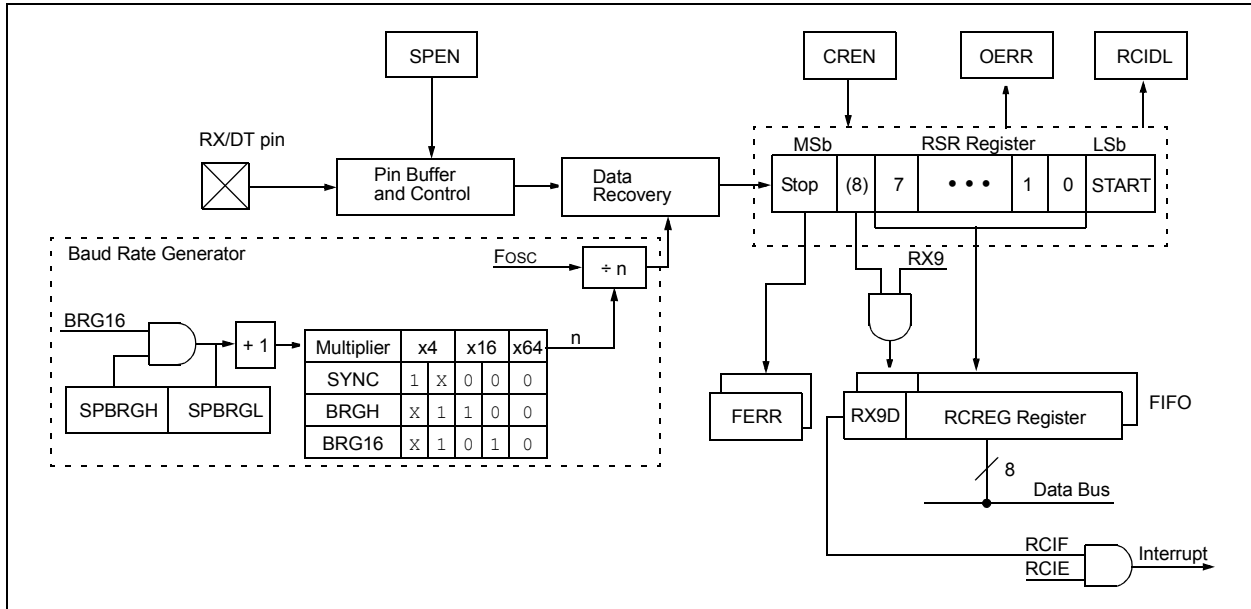 SPEN
CREN
OERR
RCIDL
RX/DT pin
Pin Buffer
and Control
Data
Recovery
MSb
RSR Register
LSb
Stop
(8)
7
• • •
1
0
START
Baud Rate Generator
FOSC
÷ n
RX9
BRG16
+ 1
n
SPBRGH
SPBRGL
Multiplier x4 x16 x64
SYNC 1 X 0 0 0
BRGH X 1 1 0 0
BRG16 X 1 0 1 0
FERR
RX9D
RCREG Register
FIFO
8
Data Bus
RCIF
RCIE
Interrupt